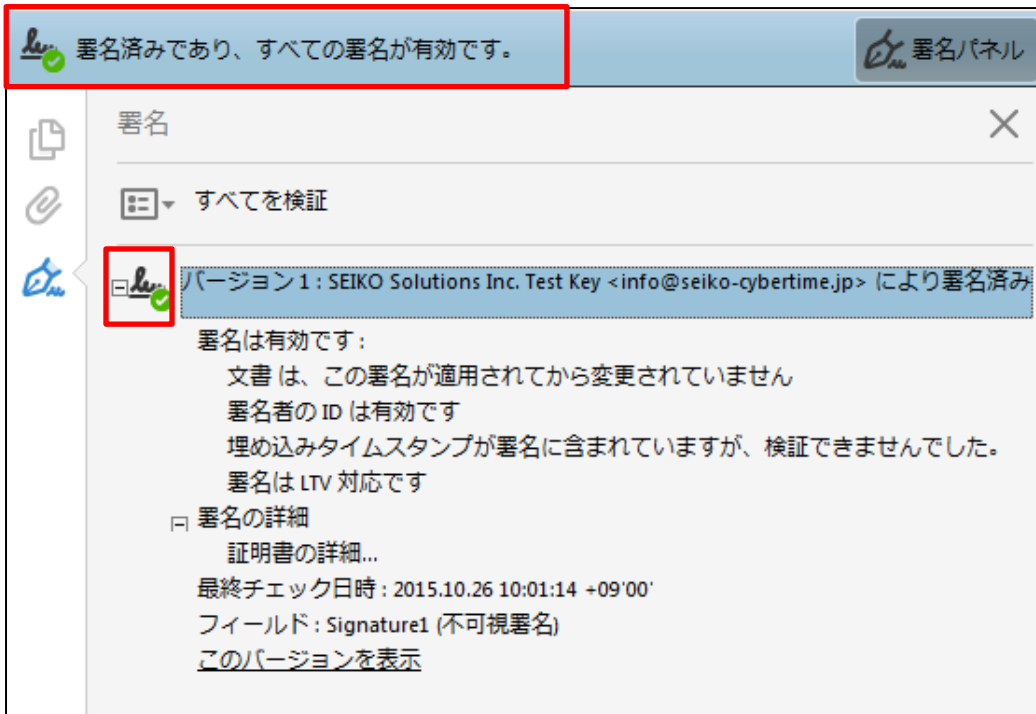 署名済みであり、すべての署名が有効です。
署名パネル
署名
すべてを検証
バージョン 1 : SEIKO Solutions Inc. Test Key <info@seiko-cybertime.jp> により署名済み
署名は有効です :
文書 は、この署名が適用されてから変更されていません
署名者の ID は有効です
埋め込みタイムスタンプが署名に含まれていますが、検証できませんでした。
署名は LTV 対応です
署名の詳細
証明書の詳細...
最終チェック日時 : 2015.10.26 10:01:14 +09'00'
フィールド : Signature1 (不可視署名)
このバージョンを表示